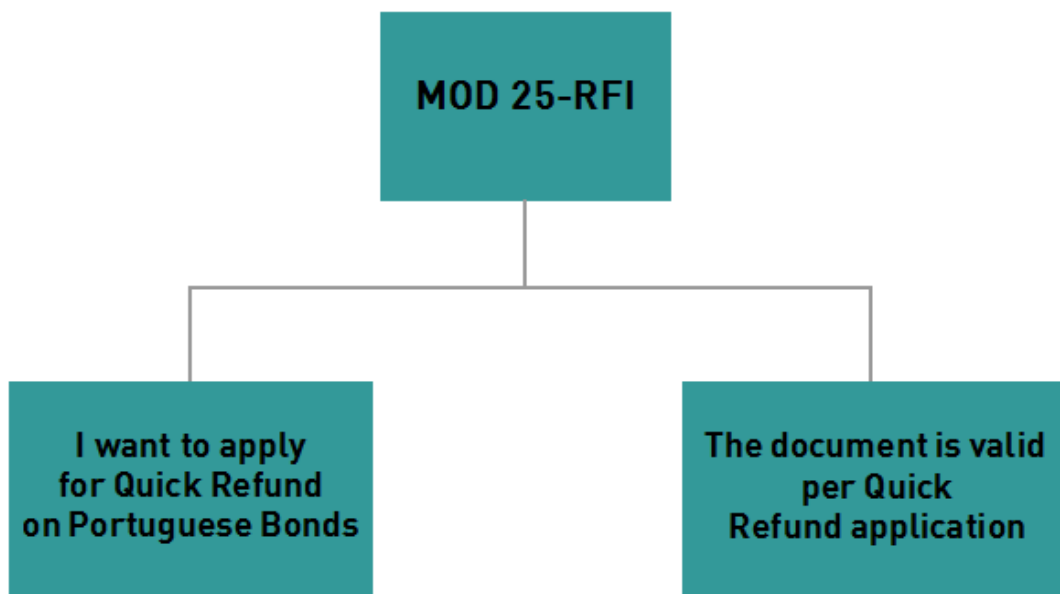 MOD 25-RFI
I want to apply
for Quick Refund
on Portuguese Bonds
The document is valid
per Quick
Refund application